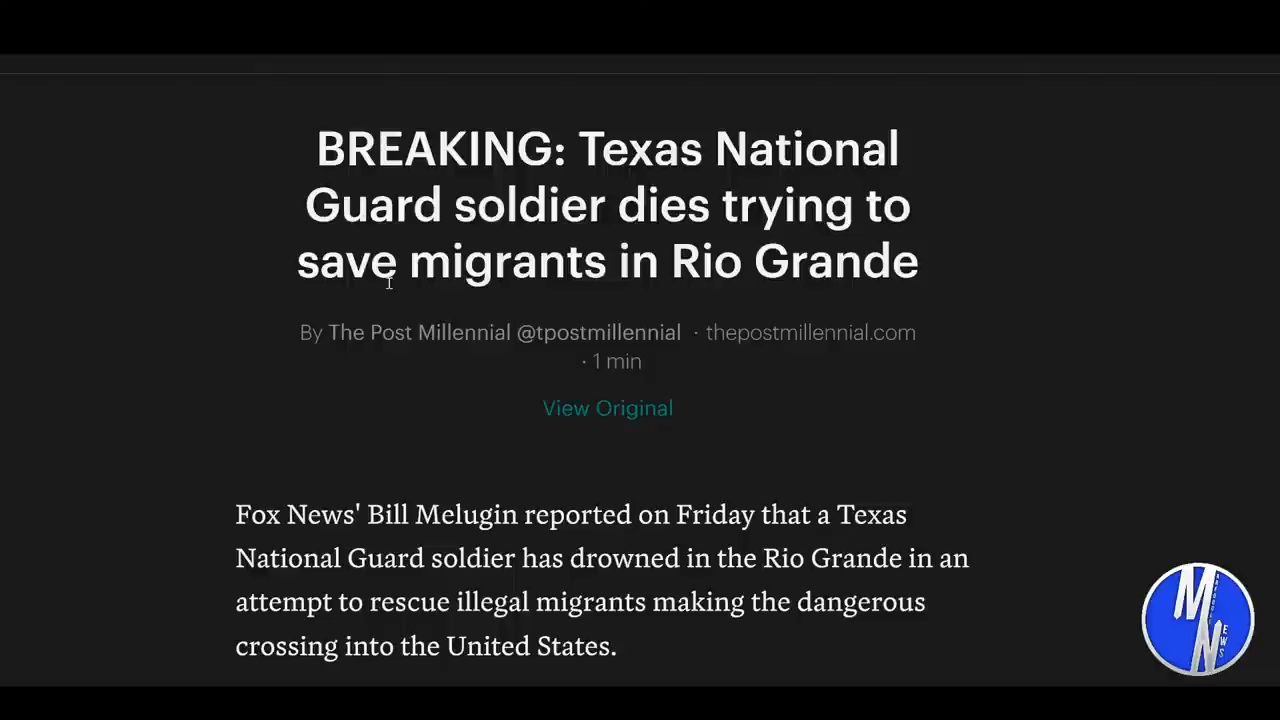 BREAKING: Texas National
Guard soldier dies trying to
save migrants in Rio Grande
By The Post Millennial @tpostmillennial · thepostmillennial.com
· 1 min
View Original
Fox News' Bill Melugin reported on Friday that a Texas
National Guard soldier has drowned in the Rio Grande in an
attempt to rescue illegal migrants making the dangerous
crossing into the United States.
M
N
EWS